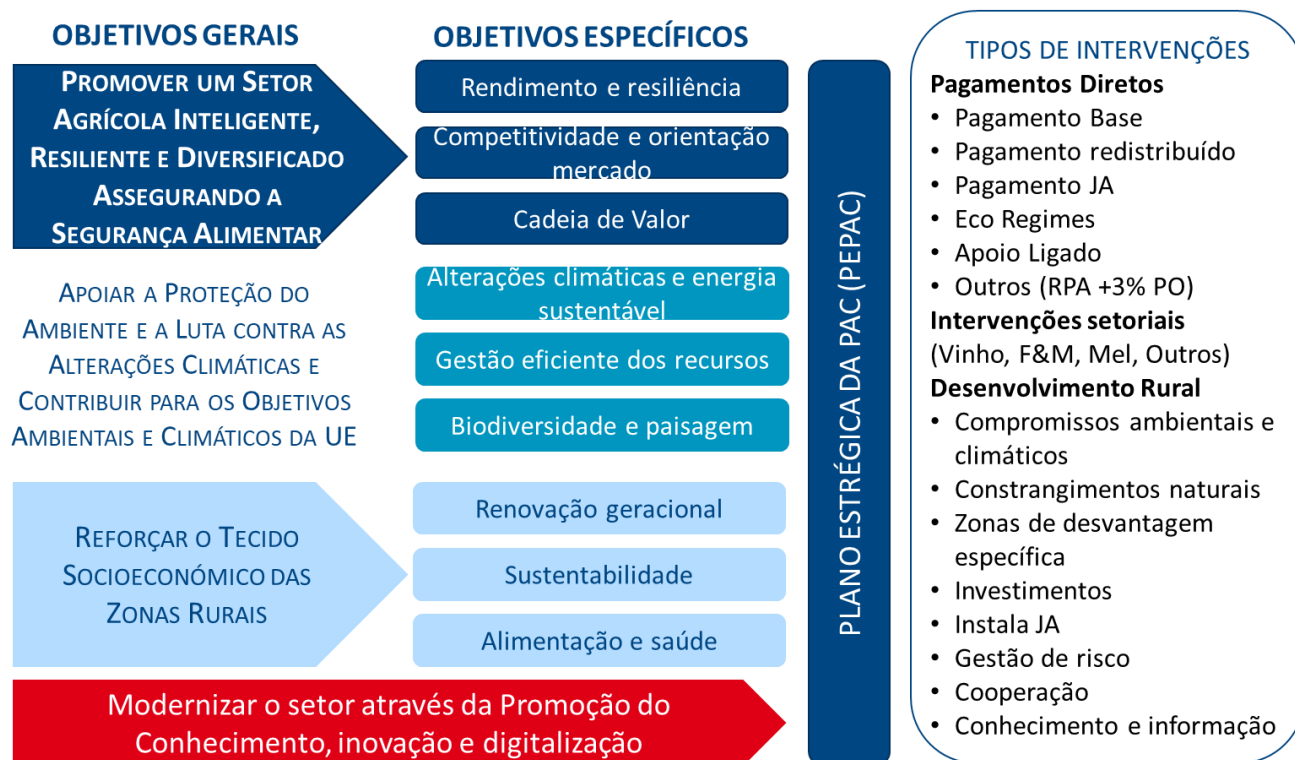 OBJETIVOS GERAIS
PROMOVER UM SETOR
AGRÍCOLA INTELIGENTE,
RESILIENTE E DIVERSIFICADO
ASSEGURANDO A
SEGURANÇA ALIMENTAR
APOIAR A PROTEÇÃO DO
AMBIENTE E A LUTA CONTRA AS
ALTERAÇÕES CLIMÁTICAS E
CONTRIBUIR PARA OS OBJETIVOS
AMBIENTAIS E CLIMÁTICOS DA UE
REFORÇAR O TECIDO
SOCIOECONÓMICO DAS
ZONAS RURAIS
Modernizar o setor através da Promoção do
Conhecimento, inovação e digitalização
OBJETIVOS ESPECÍFICOS
Rendimento e resiliência
Competitividade e orientação
mercado
Cadeia de Valor
Alterações climáticas e energia
sustentável
Gestão eficiente dos recursos
Biodiversidade e paisagem
Renovação geracional
Sustentabilidade
Alimentação e saúde
PLANO ESTRÉGICA DA PAC (PEPAC)
TIPOS DE INTERVENÇÕES
Pagamentos Diretos
• Pagamento Base
• Pagamento redistribuído
• Pagamento JA
• Eco Regimes
• Apoio Ligado
• Outros (RPA +3% PO)
Intervenções setoriais
(Vinho, F&M, Mel, Outros)
Desenvolvimento Rural
• Compromissos ambientais e
climáticos
• Constrangimentos naturais
• Zonas de desvantagem
específica
• Investimentos
• Instala JA
• Gestão de risco
• Cooperação
• Conhecimento e informação